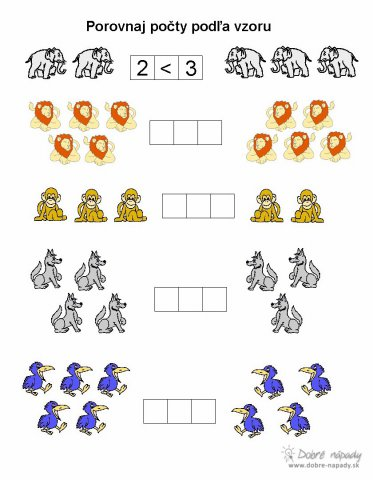 Porovnaj počty podľa vzoru
2 < 3
Dobré nápady
www.dobre-napady.sk